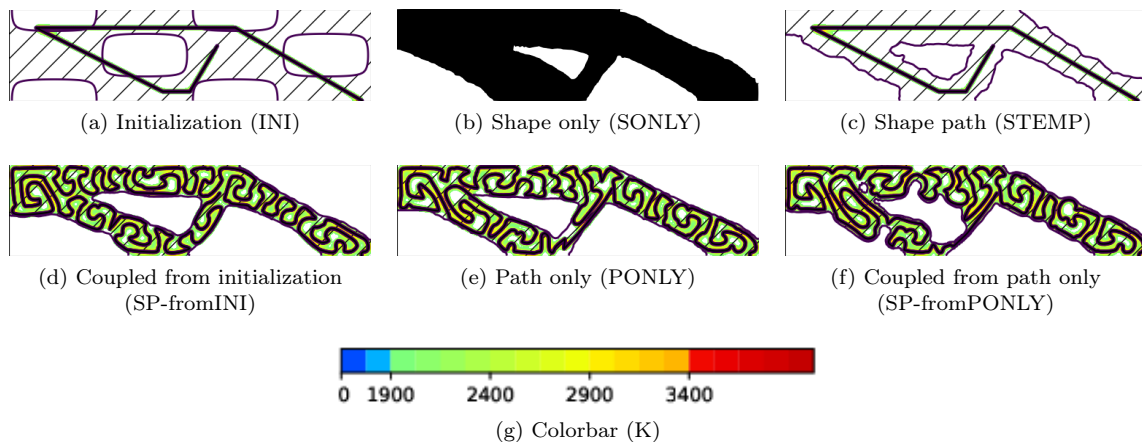 (a) Initialization (INI)
(b) Shape only (SONLY)
(c) Shape path (STEMP)
(d) Coupled from initialization
(SP-fromINI)
(e) Path only (PONLY)
(f) Coupled from path only
(SP-fromPONLY)
0 1900 2400 2900 3400
(g) Colorbar (K)